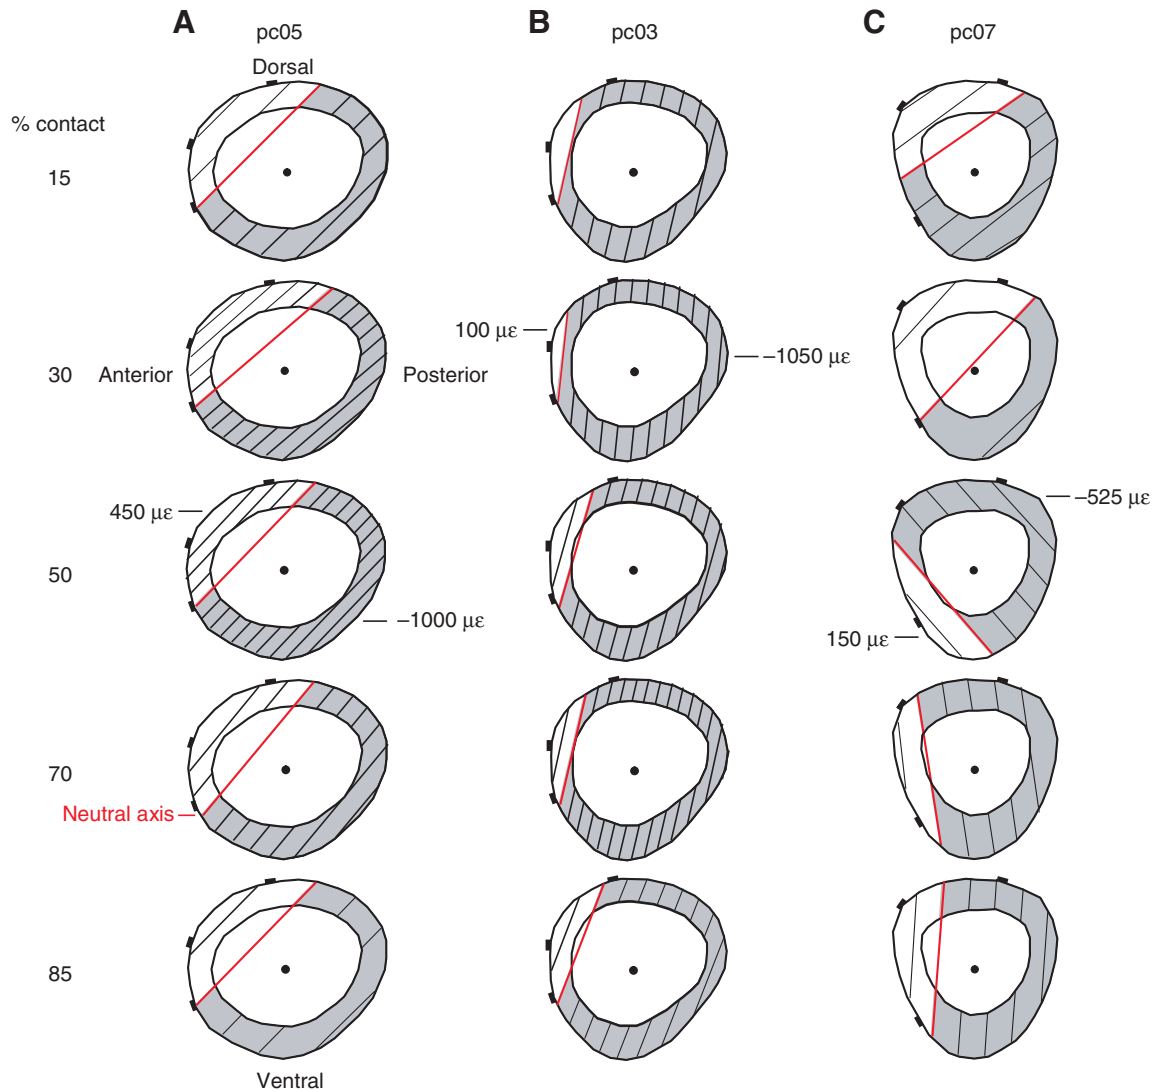 A
B
C
pc05
pc03
pc07
Dorsal
% contact
15
100 με
–1050 με
30
Anterior
Posterior
450 με
–525 με
50
–1000 με
150 με
70
Neutral axis
85
Ventral